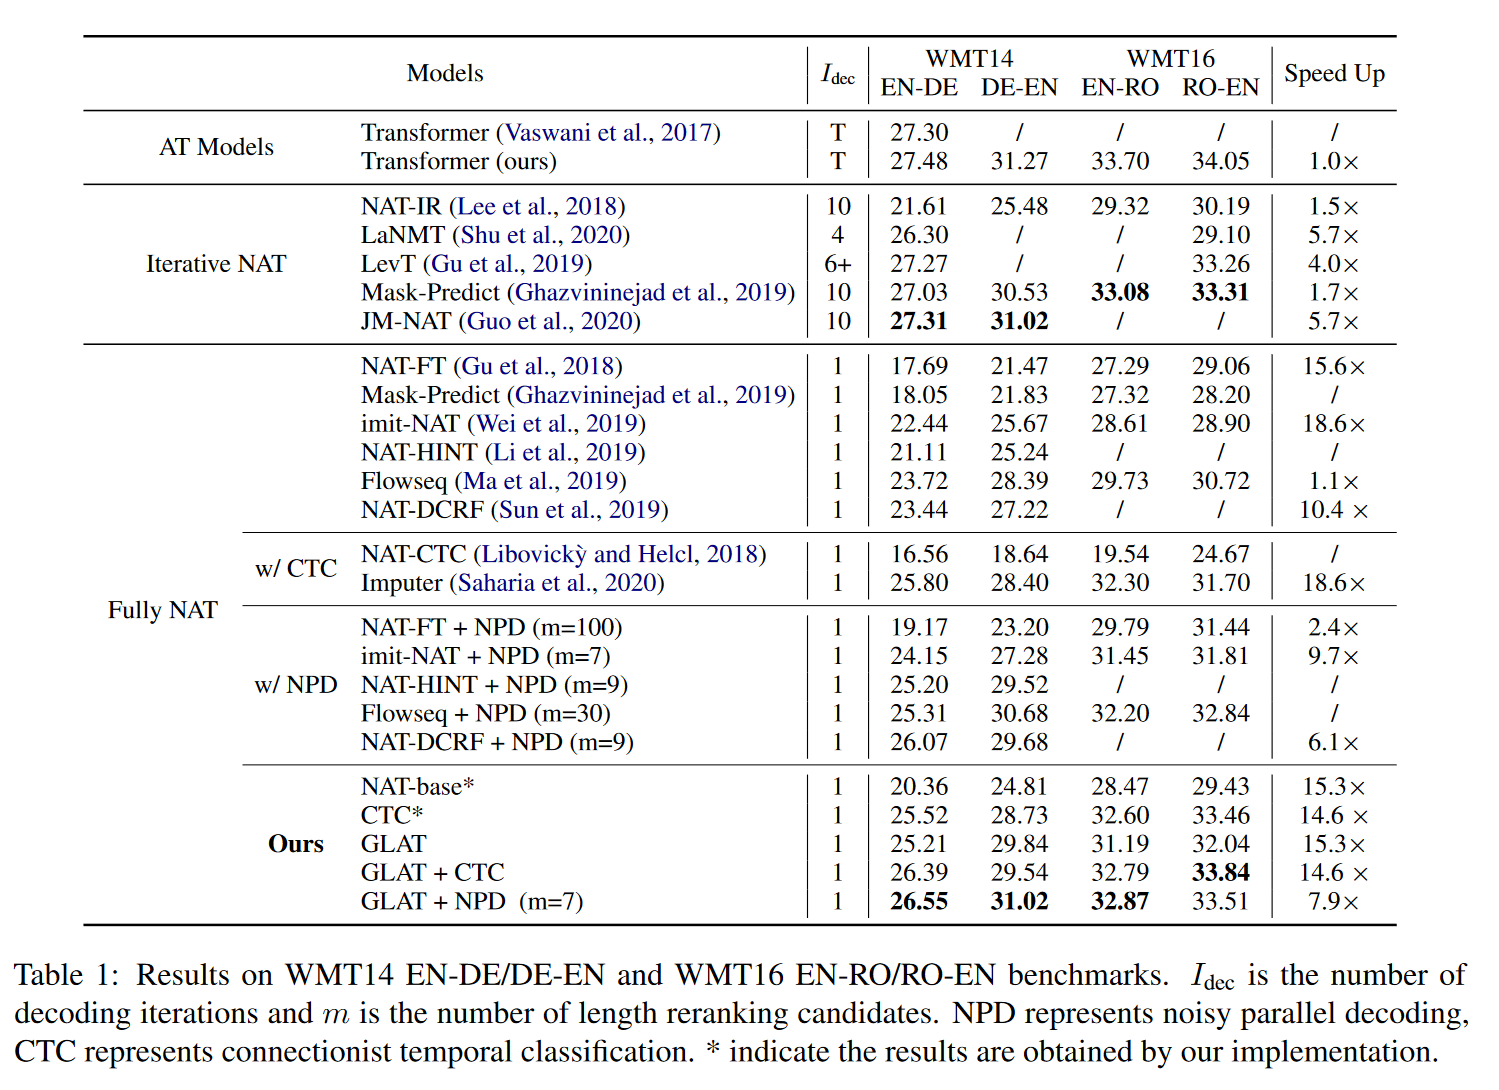 Models I_dec WMT14 WMT16 Speed Up
EN-DE DE-EN EN-RO RO-EN
AT Models Transformer (Vaswani et al., 2017) T 27.30 / / / /
Transformer (ours) T 27.48 31.27 33.70 34.05 1.0×
Iterative NAT NAT-IR (Lee et al., 2018) 10 21.61 25.48 29.32 30.19 1.5×
LaNMT (Shu et al., 2020) 4 26.30 / / 29.10 5.7×
LevT (Gu et al., 2019) 6+ 27.27 / / 33.26 4.0×
Mask-Predict (Ghazvininejad et al., 2019) 10 27.03 30.53 33.08 33.31 1.7×
JM-NAT (Guo et al., 2020) 10 27.31 31.02 / / 5.7×
Fully NAT NAT-FT (Gu et al., 2018) 1 17.69 21.47 27.29 29.06 15.6×
Mask-Predict (Ghazvininejad et al., 2019) 1 18.05 21.83 27.32 28.20 /
imit-NAT (Wei et al., 2019) 1 22.44 25.67 28.61 28.90 18.6×
NAT-HINT (Li et al., 2019) 1 21.11 25.24 / / /
Flowseq (Ma et al., 2019) 1 23.72 28.39 29.73 30.72 1.1×
NAT-DCRF (Sun et al., 2019) 1 23.44 27.22 / / 10.4 ×
w/ CTC NAT-CTC (Libovickỳ and Helcl, 2018) 1 16.56 18.64 19.54 24.67 /
Imputer (Saharia et al., 2020) 1 25.80 28.40 32.30 31.70 18.6×
w/ NPD NAT-FT + NPD (m=100) 1 19.17 23.20 29.79 31.44 2.4×
imit-NAT + NPD (m=7) 1 24.15 27.28 31.45 31.81 9.7×
NAT-HINT + NPD (m=9) 1 25.20 29.52 / / /
Flowseq + NPD (m=30) 1 25.31 30.68 32.20 32.84 /
NAT-DCRF + NPD (m=9) 1 26.07 29.68 / / 6.1×
Ours NAT-base* 1 20.36 24.81 28.47 29.43 15.3×
CTC* 1 25.52 28.73 32.60 33.46 14.6 ×
GLAT 1 25.21 29.84 31.19 32.04 15.3×
GLAT + CTC 1 26.39 29.54 32.79 33.84 14.6 ×
GLAT + NPD (m=7) 1 26.55 31.02 32.87 33.51 7.9×
Table 1: Results on WMT14 EN-DE/DE-EN and WMT16 EN-RO/RO-EN benchmarks. I_dec is the number of
decoding iterations and m is the number of length reranking candidates. NPD represents noisy parallel decoding,
CTC represents connectionist temporal classification. * indicate the results are obtained by our implementation.